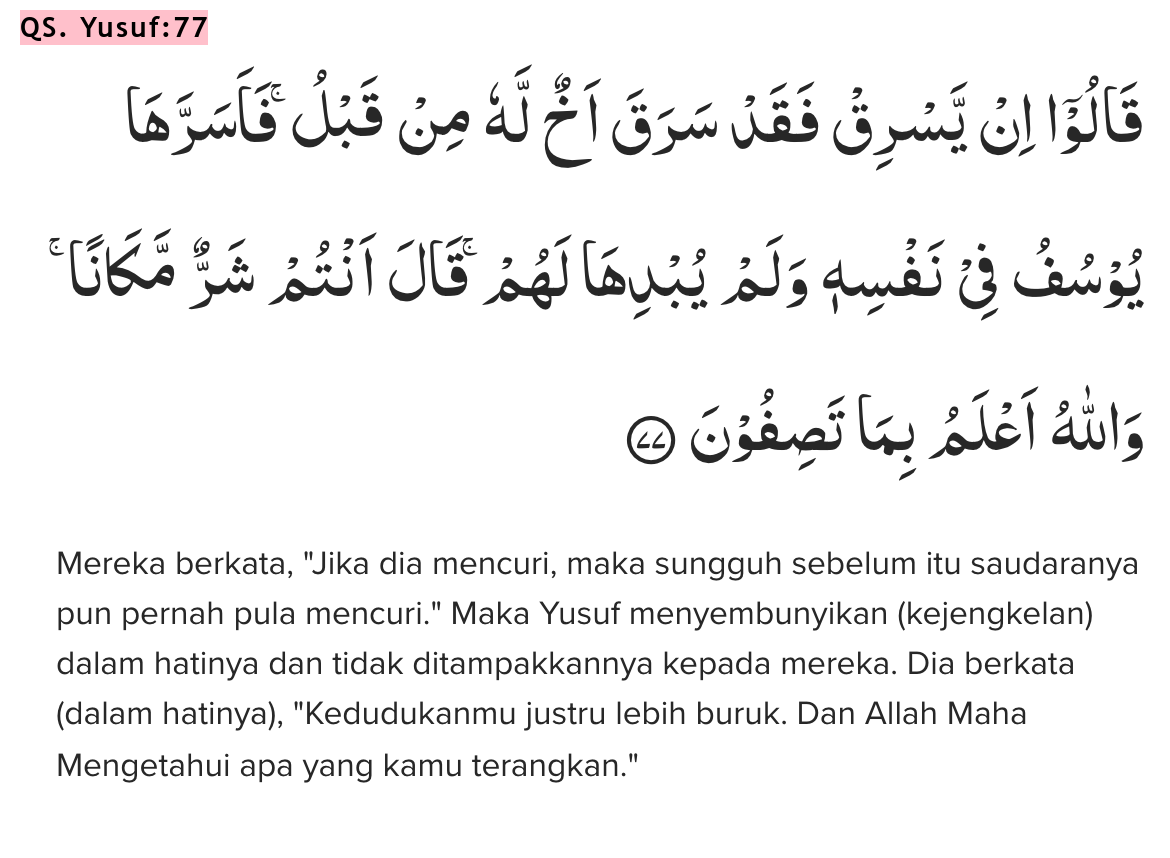 QS. Yusuf:77
قَالُوْٓا اِنْ يَّسْرِقْ فَقَدْ سَرَقَ اَخٌ لَّهٗ مِنْ قَبْلُ ۚفَاَسَرَّهَا
يُوْسُفُ فِيْ نَفْسِهٖ وَلَمْ يُبْدِهَا لَهُمْ ۚقَالَ اَنْتُمْ شَرٌّ مَّكَانًا ۚ
وَاللّٰهُ اَعْلَمُ بِمَا تَصِفُوْنَ ٧٧
Mereka berkata, "Jika dia mencuri, maka sungguh sebelum itu saudaranya
pun pernah pula mencuri." Maka Yusuf menyembunyikan (kejengkelan)
dalam hatinya dan tidak ditampakkannya kepada mereka. Dia berkata
(dalam hatinya), "Kedudukanmu justru lebih buruk. Dan Allah Maha
Mengetahui apa yang kamu terangkan."